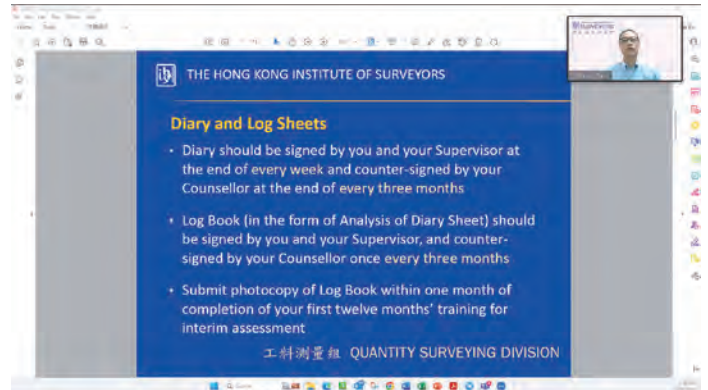 THE HONG KONG INSTITUTE OF SURVEYORS
Diary and Log Sheets
• Diary should be signed by you and your Supervisor at
the end of every week and counter-signed by your
Counsellor at the end of every three months
• Log Book (in the form of Analysis of Diary Sheet) should
be signed by you and your Supervisor, and counter-
signed by your Counsellor once every three months
• Submit photocopy of Log Book within one month of
completion of your first twelve months' training for
interim assessment
工料測量組 QUANTITY SURVEYING DIVISION